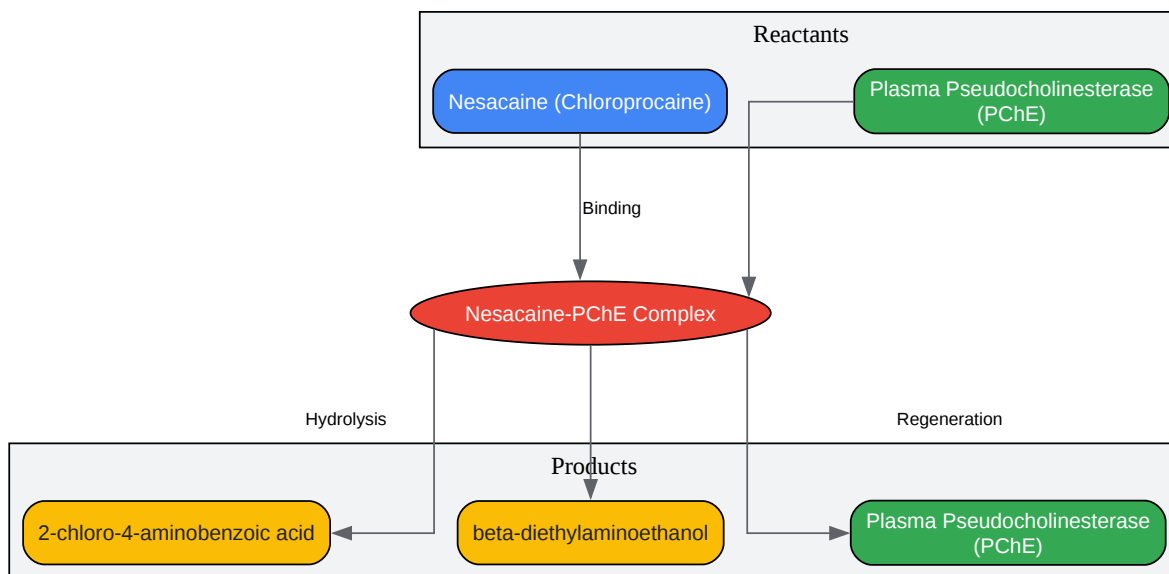 Reactants
Nesacaine (Chloroprocaine)
Plasma Pseudocholinesterase
(PChE)
Binding
Nesacaine-PChE Complex
Hydrolysis
Regeneration
Products
2-chloro-4-aminobenzoic acid
beta-diethylaminoethanol
Plasma Pseudocholinesterase
(PChE)